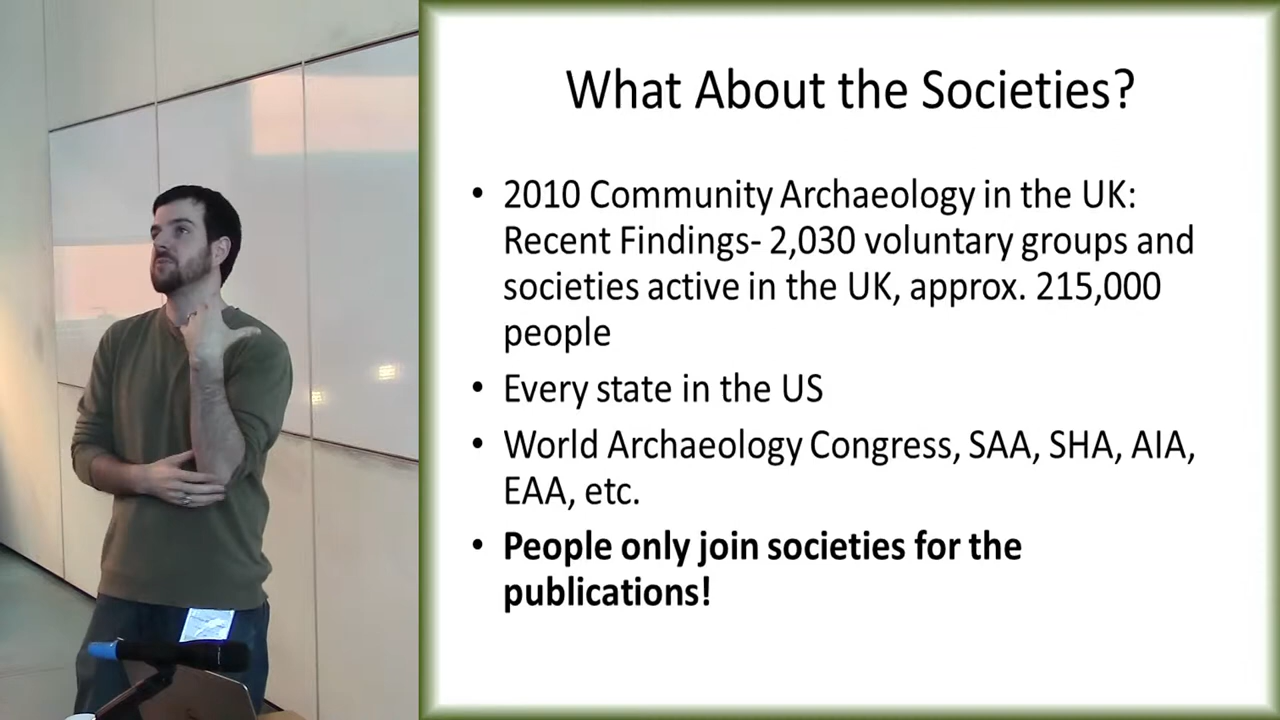 What About the Societies?
• 2010 Community Archaeology in the UK:
Recent Findings- 2,030 voluntary groups and
societies active in the UK, approx. 215,000
people
• Every state in the US
• World Archaeology Congress, SAA, SHA, AIA,
EAA, etc.
• People only join societies for the
publications!